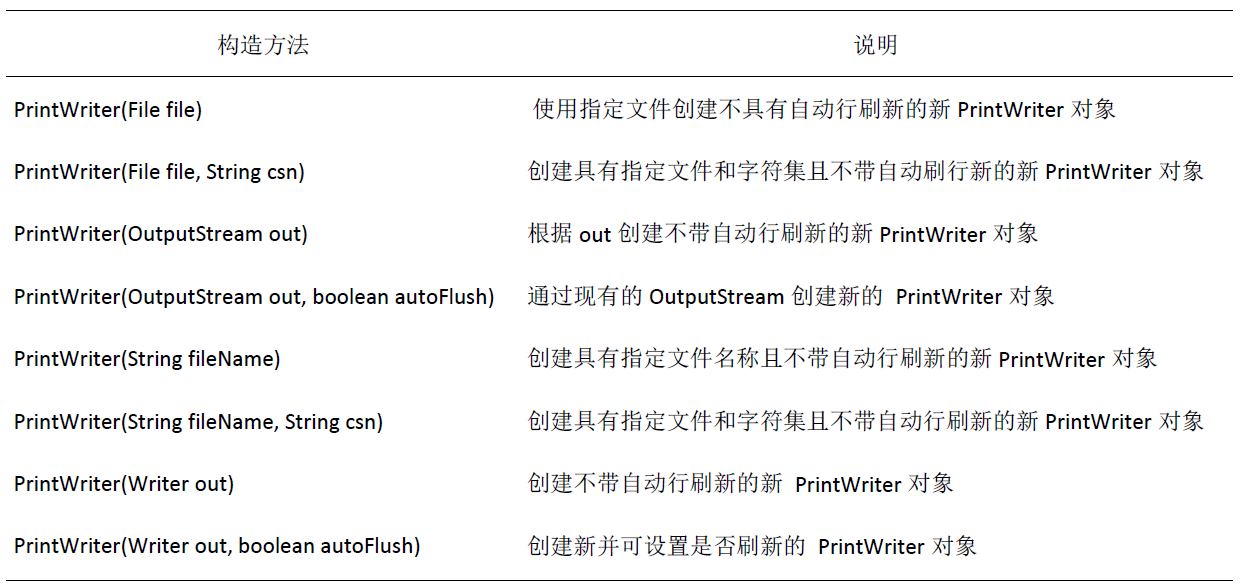 构造方法 说明
PrintWriter(File file) 使用指定文件创建不具有自动行刷新的新 PrintWriter 对象
PrintWriter(File file, String csn) 创建具有指定文件和字符集且不带自动刷行新的新 PrintWriter 对象
PrintWriter(OutputStream out) 根据 out 创建不带自动行刷新的新 PrintWriter 对象
PrintWriter(OutputStream out, boolean autoFlush) 通过现有的 OutputStream 创建新的 PrintWriter 对象
PrintWriter(String fileName) 创建具有指定文件名称且不带自动行刷新的新 PrintWriter 对象
PrintWriter(String fileName, String csn) 创建具有指定文件和字符集且不带自动行刷新的新 PrintWriter 对象
PrintWriter(Writer out) 创建不带自动行刷新的新 PrintWriter 对象
PrintWriter(Writer out, boolean autoFlush) 创建新并可设置是否刷新的 PrintWriter 对象